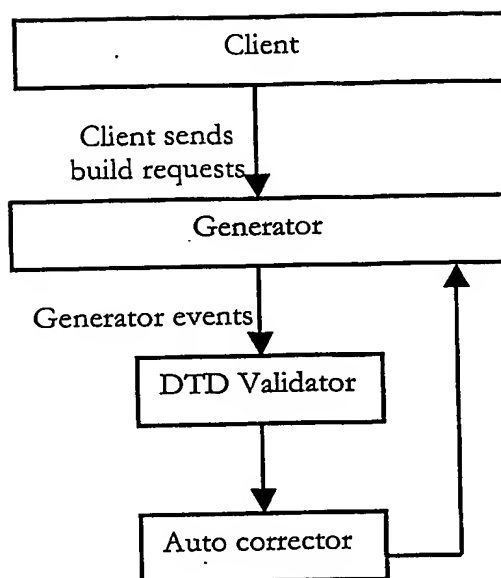 Client
Client sends
build requests
Generator
Generator events
DTD Validator
Auto corrector